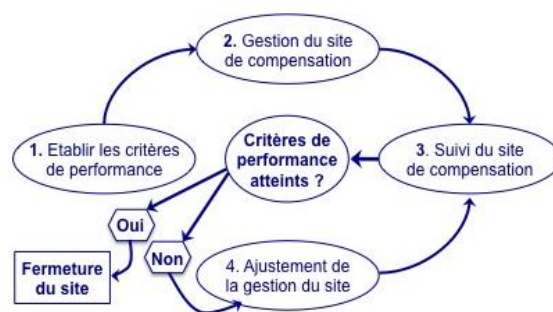 2. Gestion du site
de compensation
1. Etablir les critères
de performance
Critères de
performance
atteints ?
3. Suivi du site
de compensation
Oui
Non
Fermeture
du site
4. Ajustement de
la gestion du site